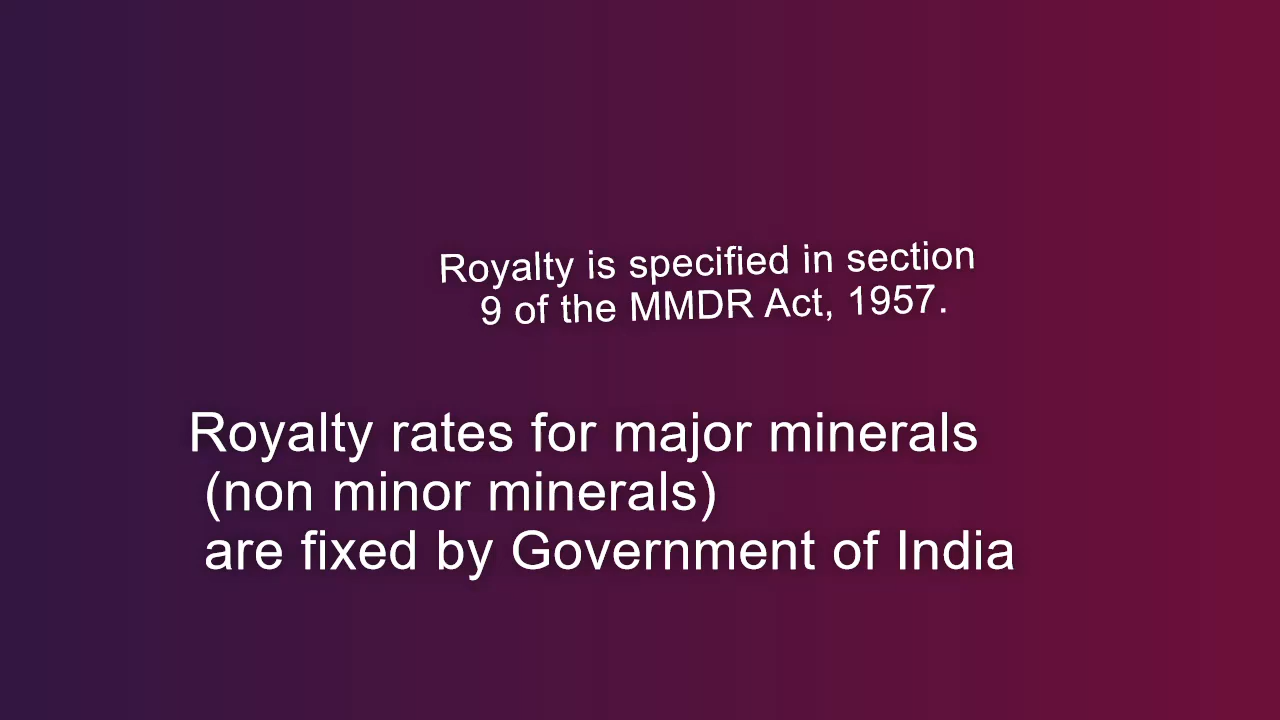 Royalty is specified in section
9 of the MMDR Act, 1957.
Royalty rates for major minerals
(non minor minerals)
are fixed by Government of India